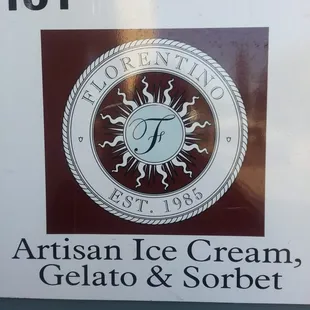 FLORENTINO
F
EST. 1985
Artisan Ice Cream,
Gelato & Sorbet